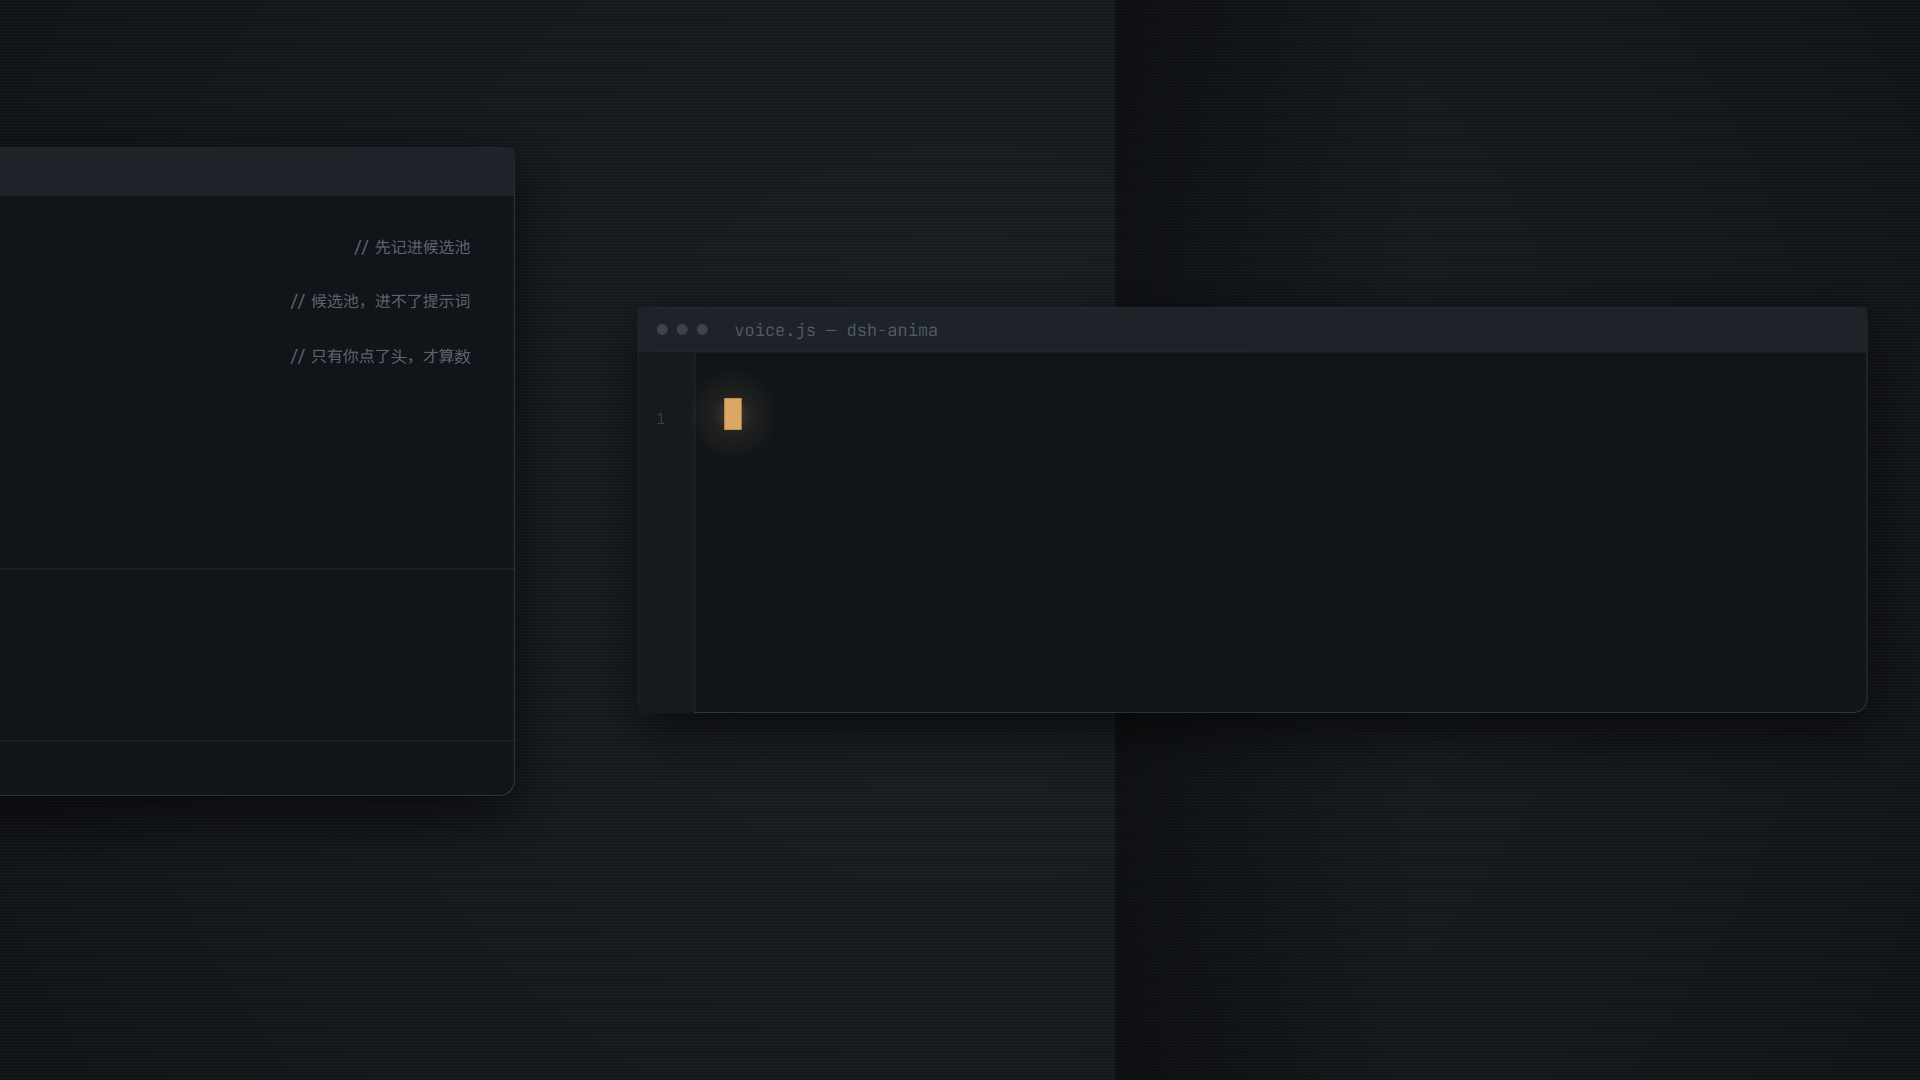 // 先记进候选池
// 候选池，进不了提示词
// 只有你点了头，才算数
voice.js — dsh-anima
1